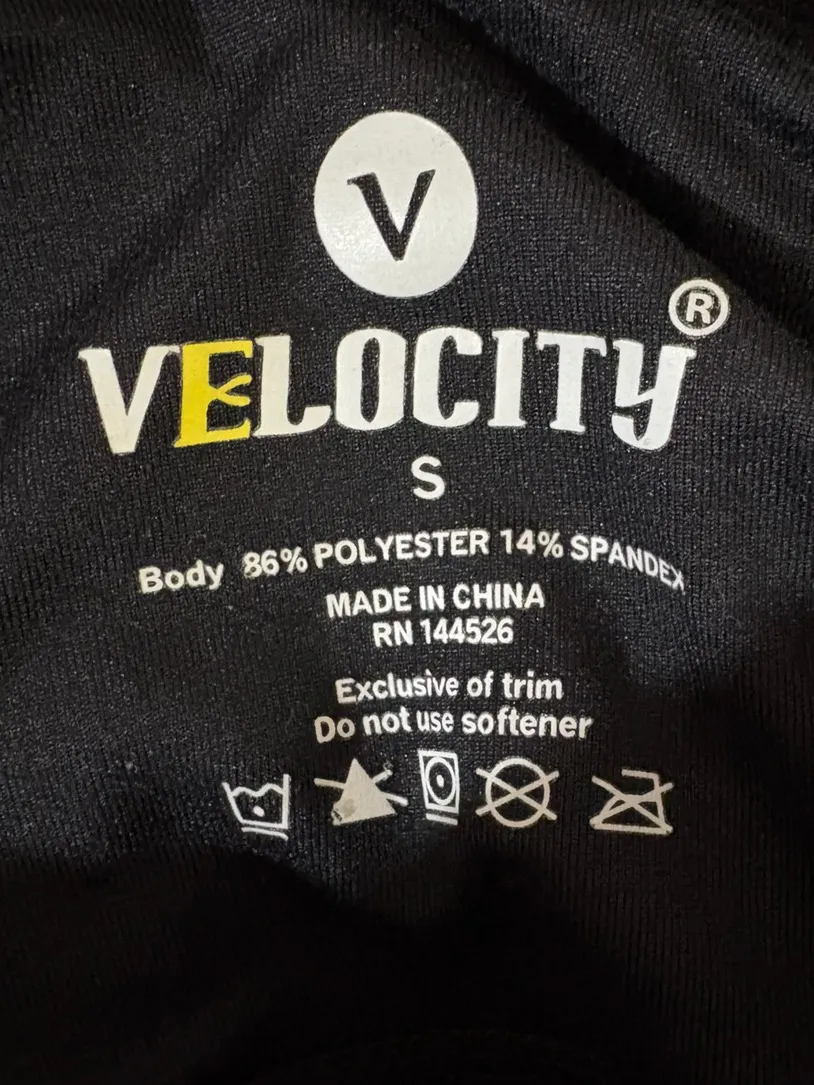 V
VELOCITY®
S
Body 86% POLYESTER 14% SPANDEX
MADE IN CHINA
RN 144526
Exclusive of trim
Do not use softener